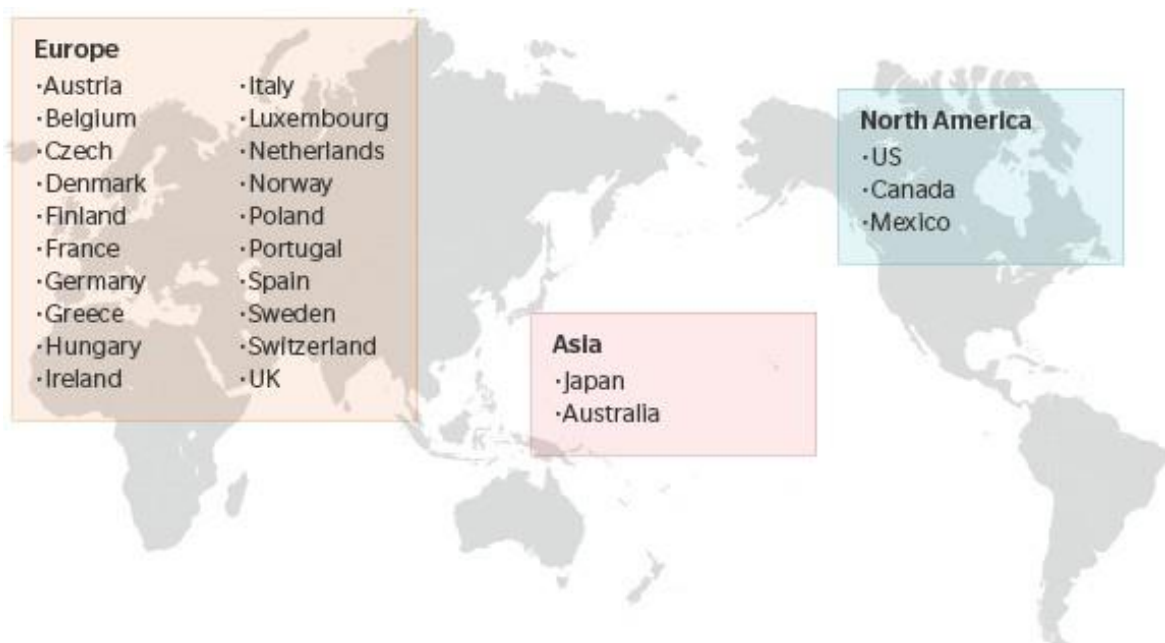 Europe
·Austria
·Belgium
·Czech
·Denmark
·Finland
·France
·Germany
·Greece
·Hungary
·Ireland
·Italy
·Luxembourg
·Netherlands
·Norway
·Poland
·Portugal
·Spain
·Sweden
·Switzerland
·UK
Asia
·Japan
·Australia
North America
·US
·Canada
·Mexico